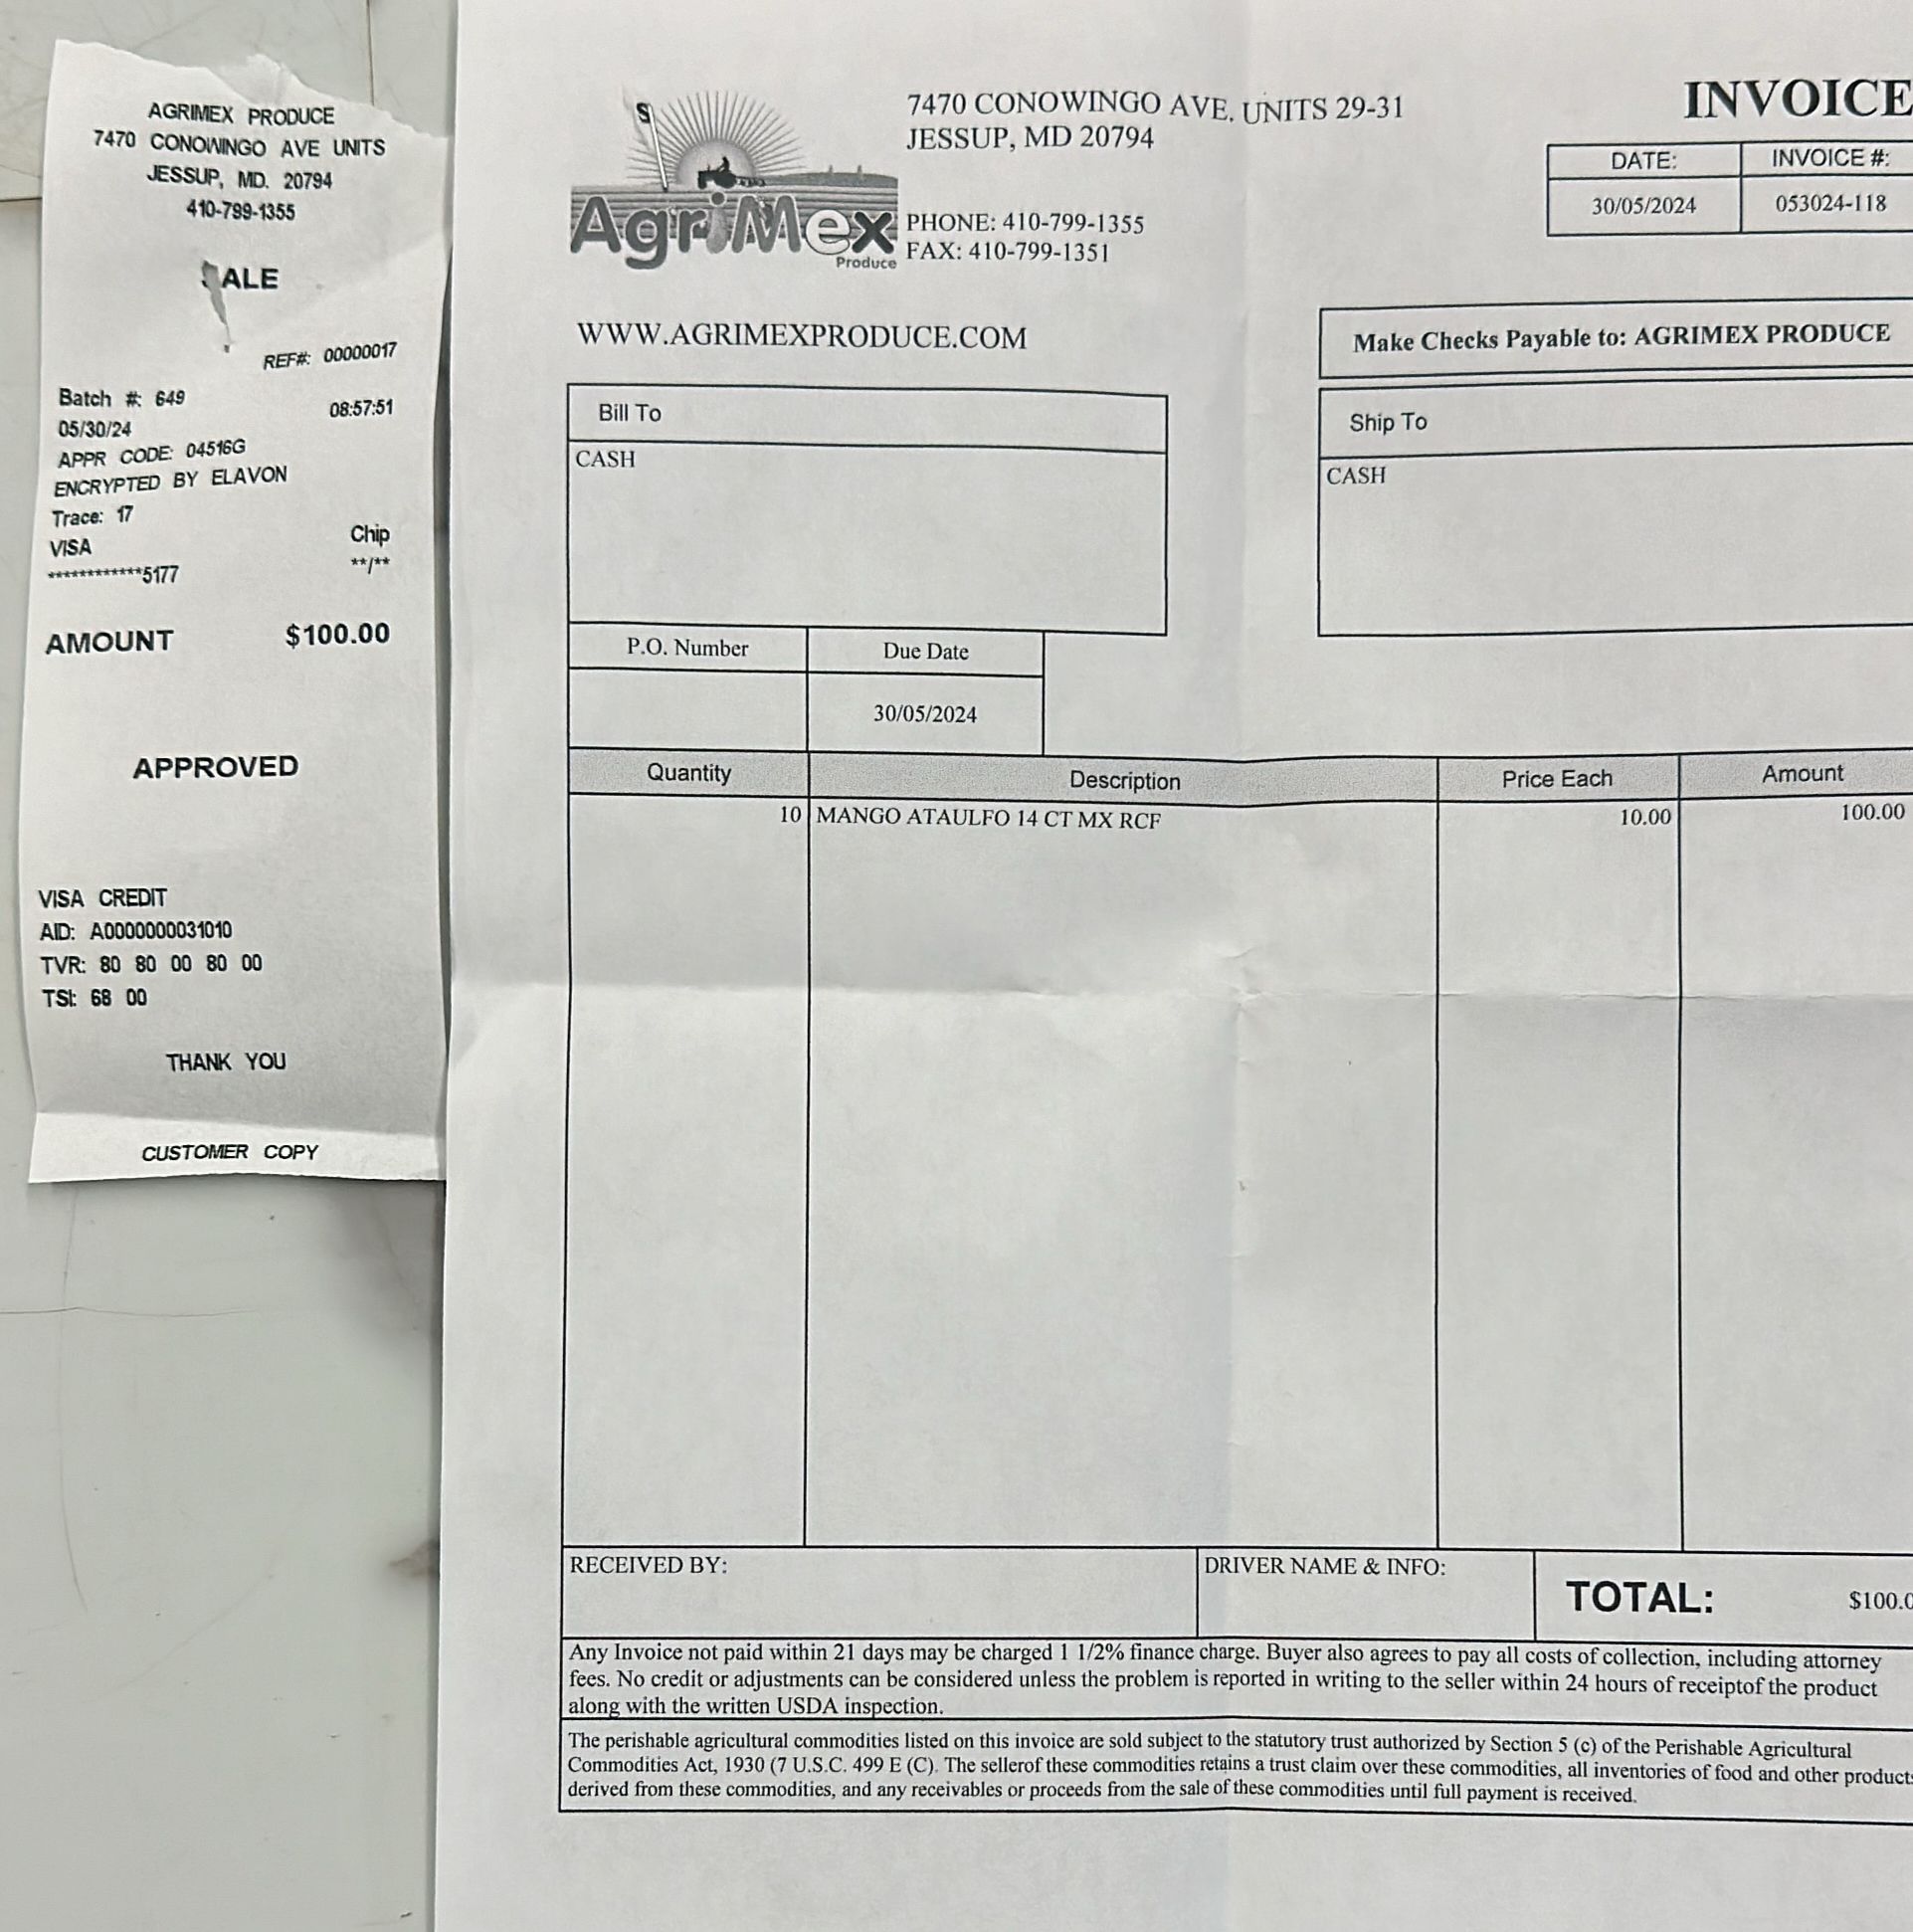 AGRIMEX PRODUCE
7470 CONOWINGO AVE UNITS
JESSUP, MD. 20794
410-799-1355
SALE
REF#: 00000017
Batch #: 649
05/30/24 08:57:51
APPR CODE: 04516G
ENCRYPTED BY ELAVON
Trace: 17
VISA Chip
************5177 **/**
AMOUNT $100.00
APPROVED
VISA CREDIT
AID: A0000000031010
TVR: 80 80 00 80 00
TSI: 68 00
THANK YOU
CUSTOMER COPY
AgriMex
Produce
7470 CONOWINGO AVE, UNITS 29-31
JESSUP, MD 20794
PHONE: 410-799-1355
FAX: 410-799-1351
WWW.AGRIMEXPRODUCE.COM
INVOICE
DATE: INVOICE #:
30/05/2024 053024-118
Make Checks Payable to: AGRIMEX PRODUCE
Bill To
CASH
Ship To
CASH
P.O. Number Due Date
30/05/2024
Quantity Description Price Each Amount
10 MANGO ATAULFO 14 CT MX RCF 10.00 100.00
RECEIVED BY: DRIVER NAME & INFO: TOTAL: $100.0
Any Invoice not paid within 21 days may be charged 1 1/2% finance charge. Buyer also agrees to pay all costs of collection, including attorney
fees. No credit or adjustments can be considered unless the problem is reported in writing to the seller within 24 hours of receiptof the product
along with the written USDA inspection.
The perishable agricultural commodities listed on this invoice are sold subject to the statutory trust authorized by Section 5 (c) of the Perishable Agricultural
Commodities Act, 1930 (7 U.S.C. 499 E (C). The sellerof these commodities retains a trust claim over these commodities, all inventories of food and other products
derived from these commodities, and any receivables or proceeds from the sale of these commodities until full payment is received.